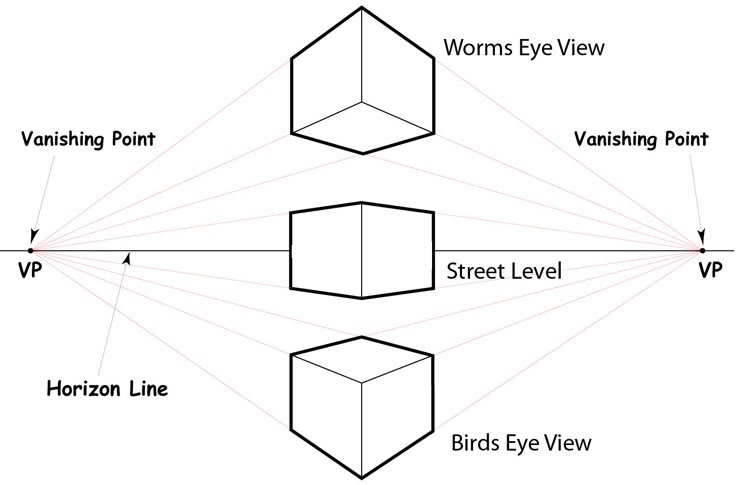 Worms Eye View
Vanishing Point
Vanishing Point
VP
Street Level
VP
Horizon Line
Birds Eye View